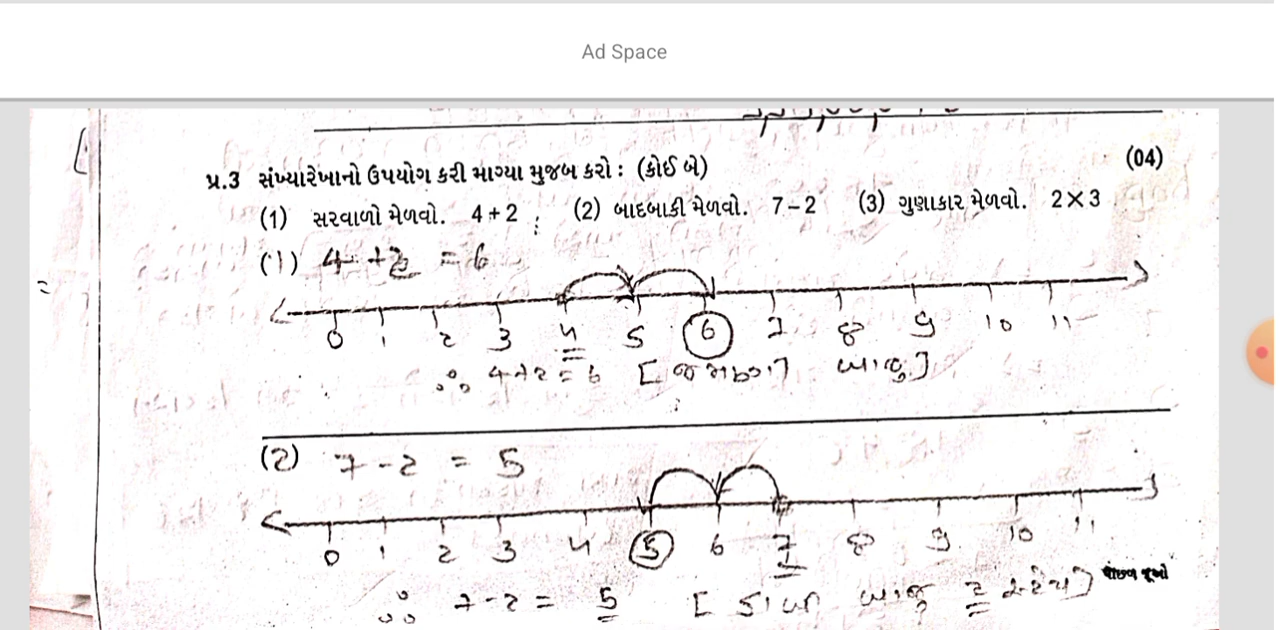 Ad Space
પ્ર.3 સંખ્યારેખાનો ઉપયોગ કરી માગ્યા મુજબ કરો : (કોઈ બે) (04)
(1) સરવાળો મેળવો. 4 + 2 ; (2) બાદબાકી મેળવો. 7 – 2 (3) ગુણાકાર મેળવો. 2 × 3
(1) 4 + 2 = 6
0 1 2 3 4 5 6 7 8 9 10 11
∴ 4+2 = 6 [જમણી બાજુ]
(2) 7 - 2 = 5
0 1 2 3 4 5 6 7 8 9 10 11
∴ 7-2 = 5 [ ડાબી બાજુ 2
પાછળ જૂઓ